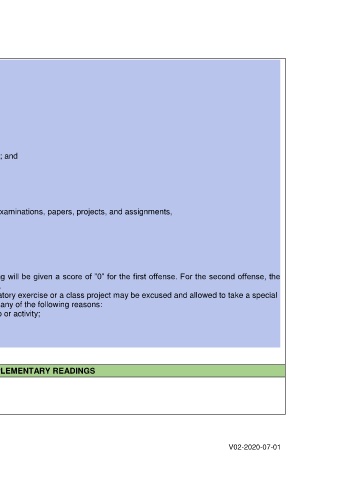 ; and
xaminations, papers, projects, and assignments,
g will be given a score of "0" for the first offense. For the second offense, the
.
atory exercise or a class project may be excused and allowed to take a special
any of the following reasons:
o or activity;
LEMENTARY READINGS
V02-2020-07-01